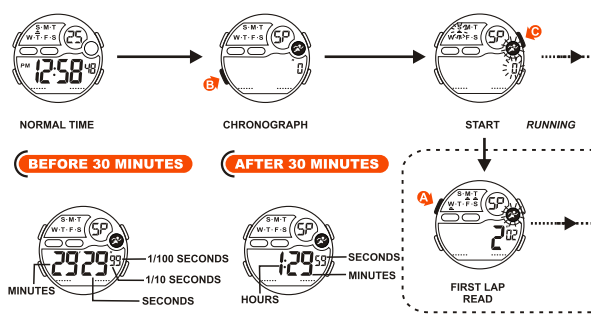 S·M·T
W·T·F·S
25
PM 12:58 48
NORMAL TIME
S·M·T
W·T·F·S
SP
0
B
CHRONOGRAPH
S·M·T
W·T·F·S
SP
0
C
START
RUNNING
BEFORE 30 MINUTES
AFTER 30 MINUTES
S·M·T
W·T·F·S
SP
29'29 99
1/100 SECONDS
1/10 SECONDS
MINUTES
SECONDS
S·M·T
W·T·F·S
SP
1:29 59
SECONDS
MINUTES
HOURS
A
S·M·T
W·T·F·S
SP
2 02
FIRST LAP
READ